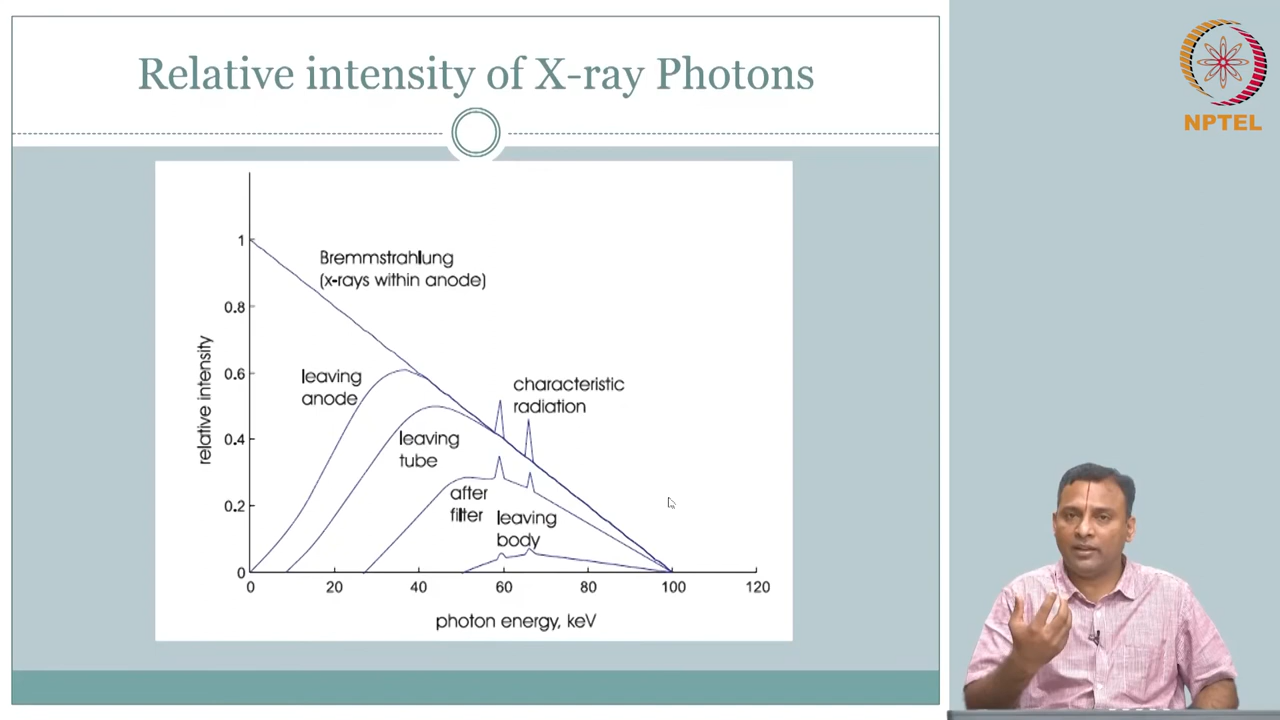 Relative intensity of X-ray Photons
NPTEL
1
0.8
0.6
0.4
0.2
0
relative intensity
Bremmstrahlung
(x-rays within anode)
leaving
anode
leaving
tube
characteristic
radiation
after
filter
leaving
body
0
20
40
60
80
100
120
photon energy, keV